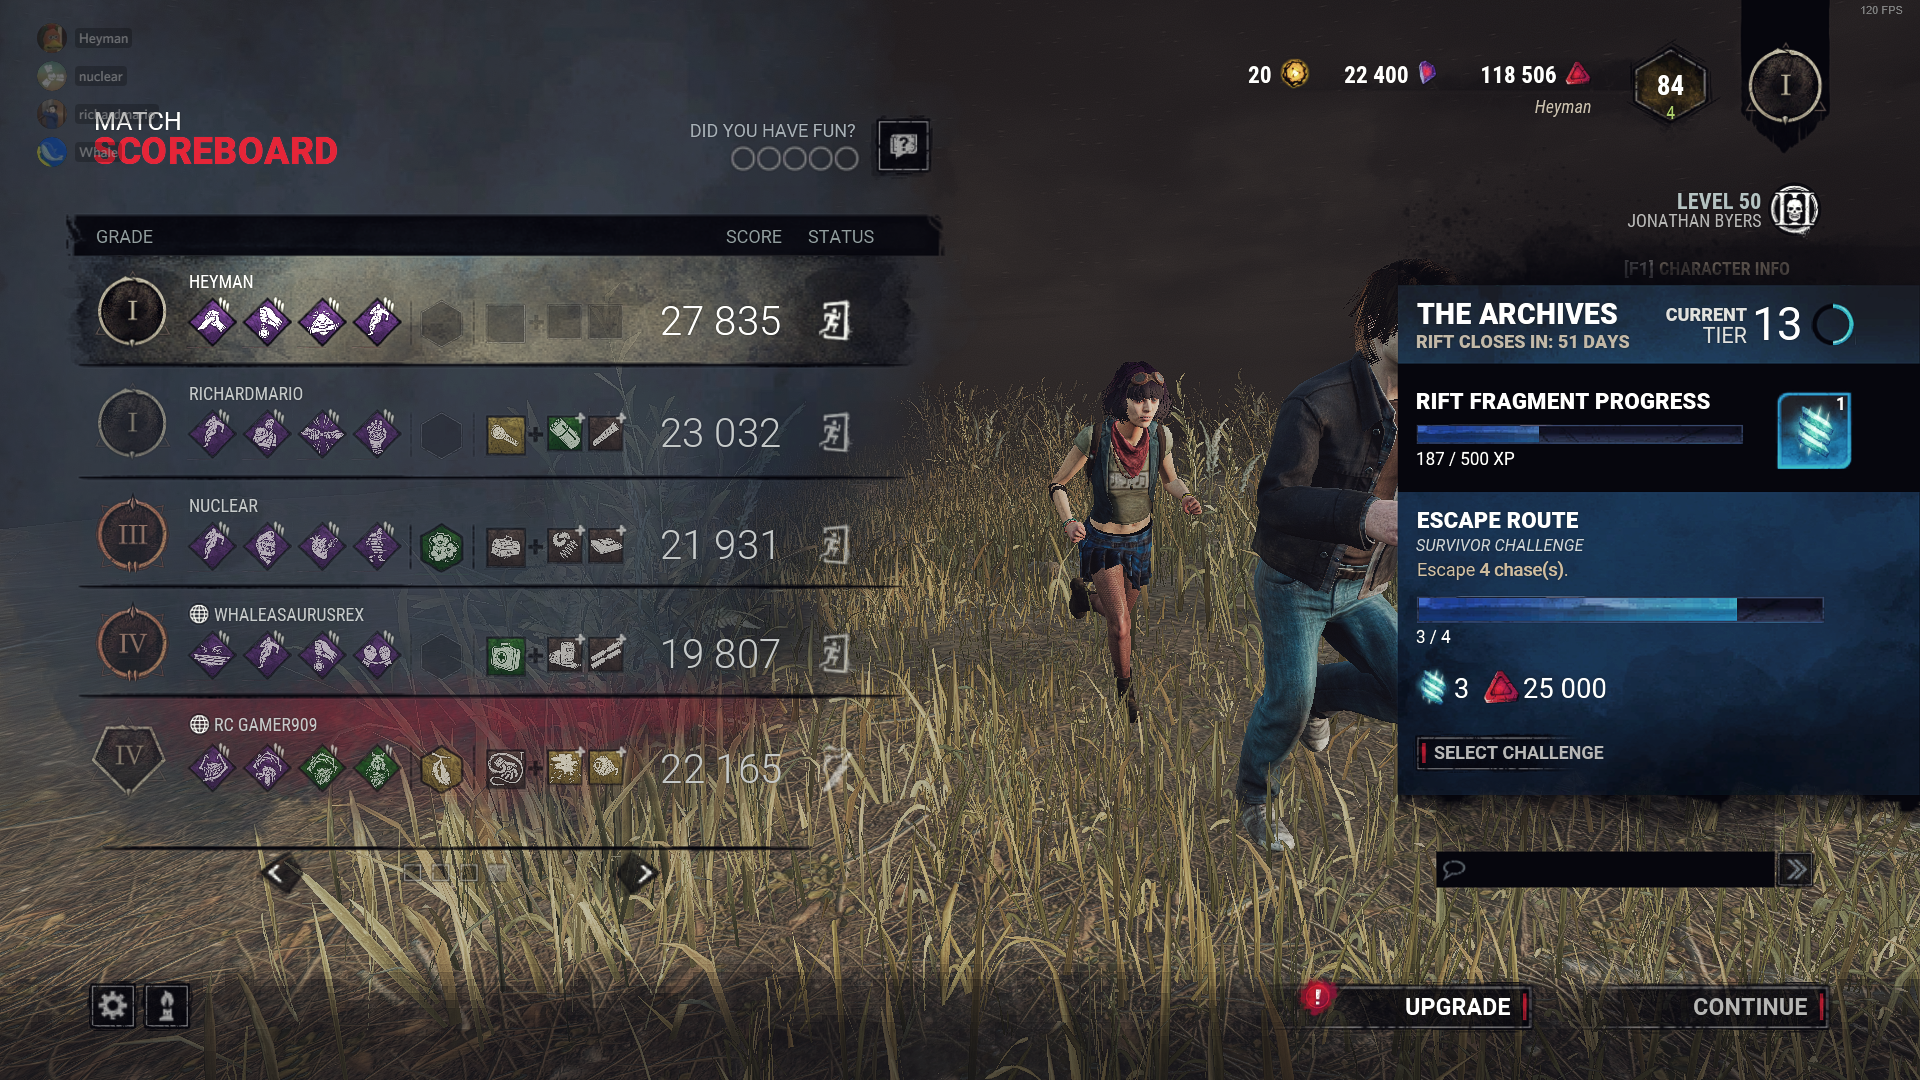 120 FPS
Heyman
nuclear
richardmario
Whale
MATCH
SCOREBOARD
DID YOU HAVE FUN?
20
22 400
118 506
Heyman
84
4
I
LEVEL 50
JONATHAN BYERS
III
[F1] CHARACTER INFO
GRADE
SCORE
STATUS
I
HEYMAN
27 835
I
RICHARDMARIO
23 032
III
NUCLEAR
21 931
IV
WHALEASAURUSREX
19 807
IV
RC GAMER909
22 165
THE ARCHIVES
RIFT CLOSES IN: 51 DAYS
CURRENT
TIER
13
RIFT FRAGMENT PROGRESS
1
187 / 500 XP
ESCAPE ROUTE
SURVIVOR CHALLENGE
Escape 4 chase(s).
3 / 4
3
25 000
SELECT CHALLENGE
!
UPGRADE
CONTINUE